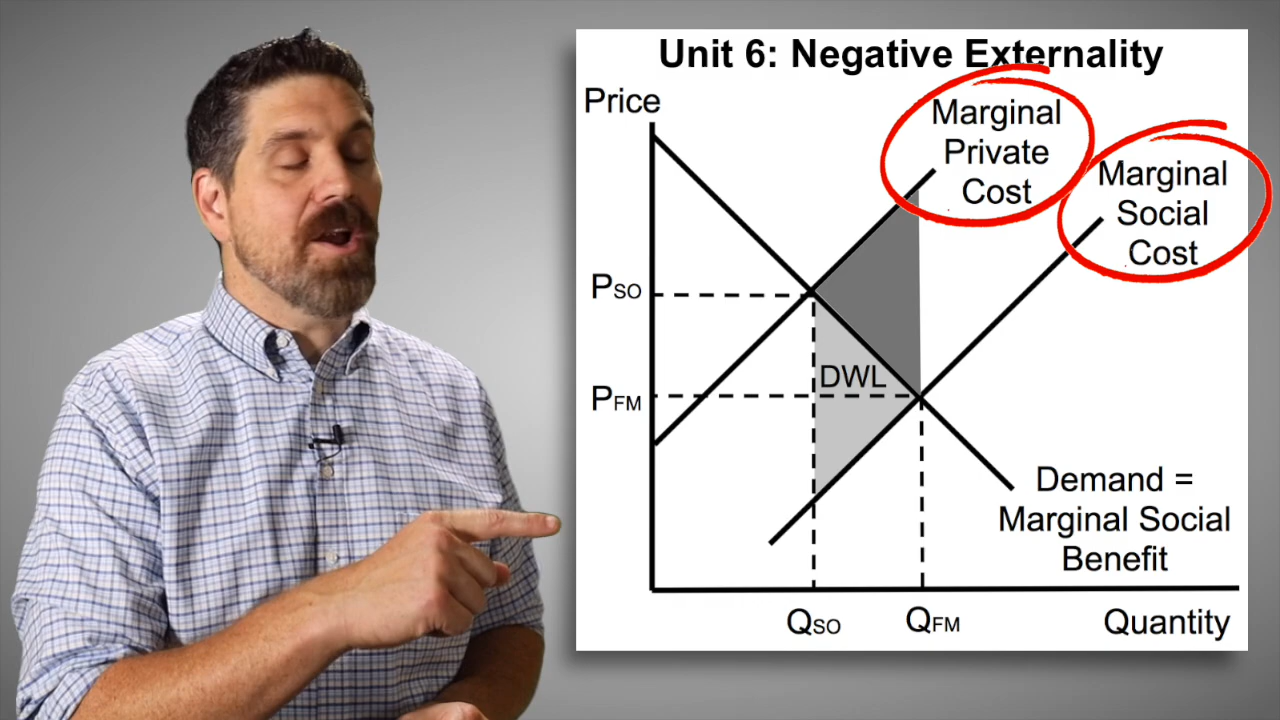 Unit 6: Negative Externality
Price
Marginal
Private
Cost
Marginal
Social
Cost
PSO
DWL
PFM
Demand =
Marginal Social
Benefit
QSO
QFM
Quantity